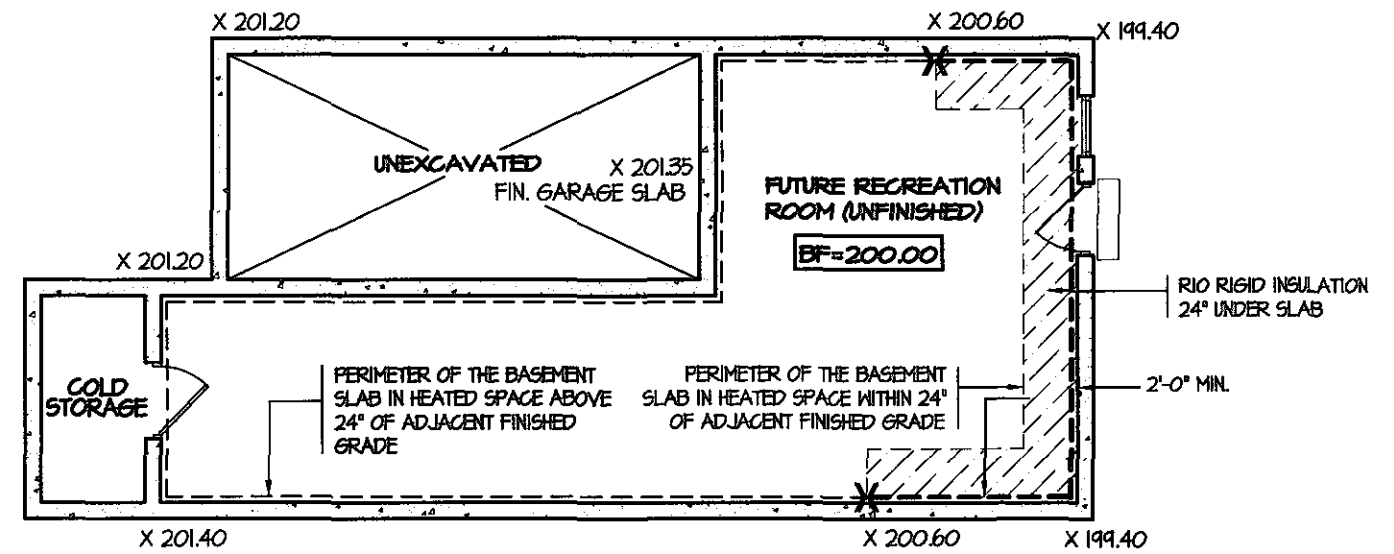 X 201.20
X 200.60
X 199.40
UNEXCAVATED
X 201.35
FIN. GARAGE SLAB
FUTURE RECREATION
ROOM (UNFINISHED)
BF=200.00
X 201.20
RIO RIGID INSULATION
24" UNDER SLAB
COLD
STORAGE
PERIMETER OF THE BASEMENT
SLAB IN HEATED SPACE ABOVE
24" OF ADJACENT FINISHED
GRADE
PERIMETER OF THE BASEMENT
SLAB IN HEATED SPACE WITHIN 24"
OF ADJACENT FINISHED GRADE
2'-0" MIN.
X 201.40
X 200.60
X 199.40